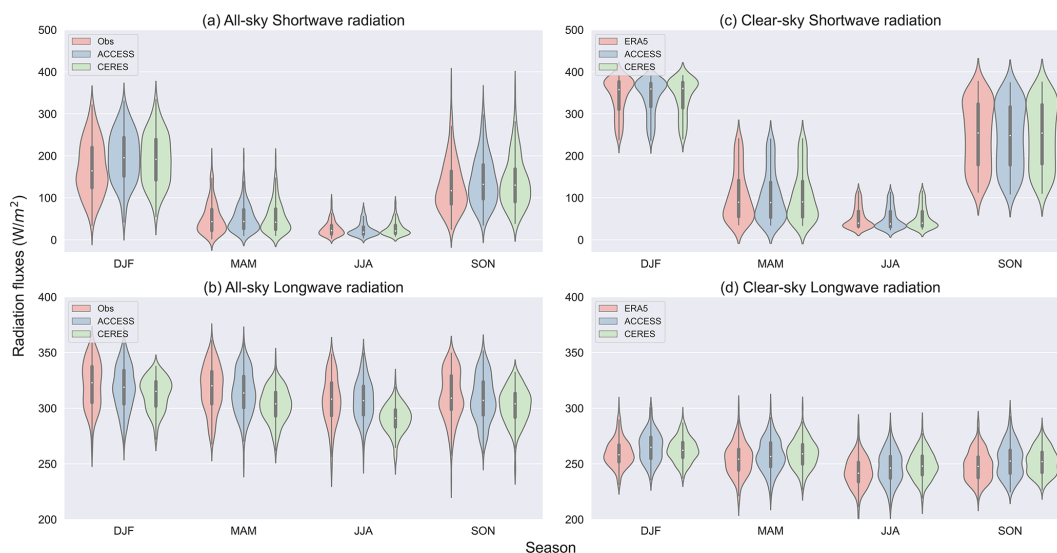 (a) All-sky Shortwave radiation
500
400
300
200
100
0
Obs
ACCESS
CERES
DJF
MAM
JJA
SON
(c) Clear-sky Shortwave radiation
500
400
300
200
100
0
ERA5
ACCESS
CERES
DJF
MAM
JJA
SON
Radiation fluxes (W/m²)
(b) All-sky Longwave radiation
400
350
300
250
200
Obs
ACCESS
CERES
DJF
MAM
JJA
SON
(d) Clear-sky Longwave radiation
400
350
300
250
200
ERA5
ACCESS
CERES
DJF
MAM
JJA
SON
Season